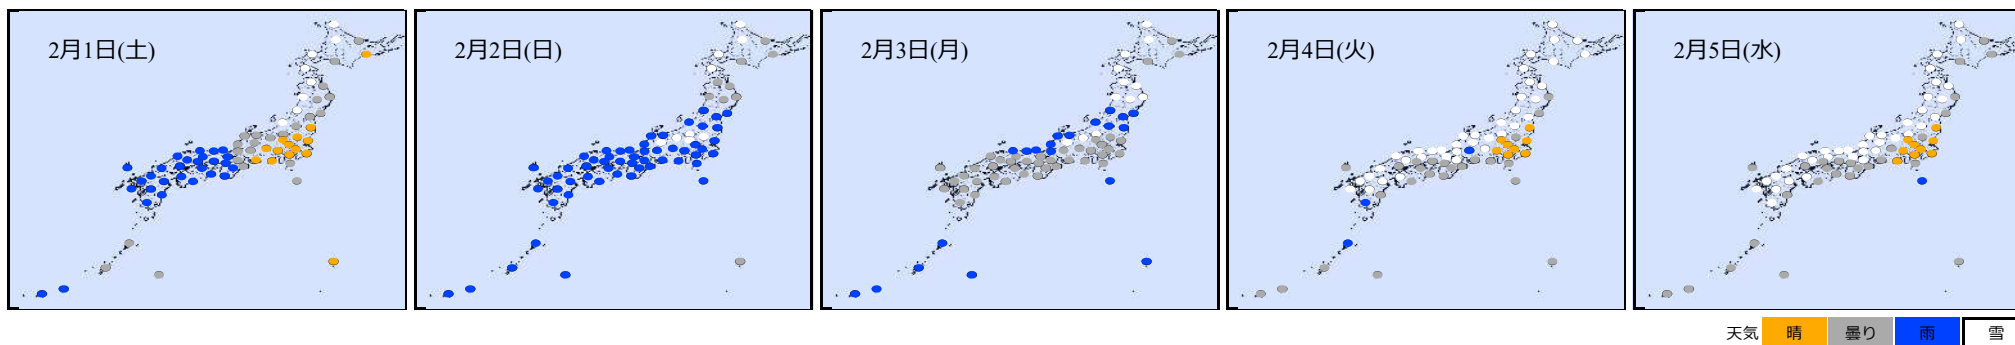 2月1日(土)
2月2日(日)
2月3日(月)
2月4日(火)
2月5日(水)
天気 晴 曇り 雨 雪